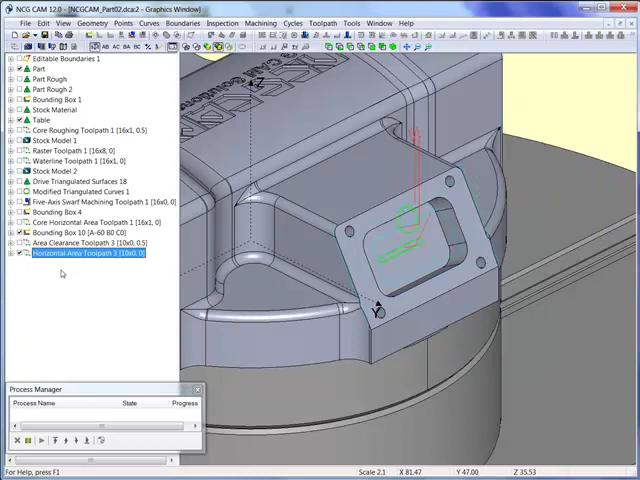 NCG CAM 12.0 - [NCGCAM_Part02.dca:2 - Graphics Window]
File Edit View Boundaries Points Curves Boundaries Inspection Machining Cycles Toolpath Tools Window Help
Editable Boundaries 1
Part
Part Rough
Part Rough 2
Bounding Box 1
Stock Material
Table
Core Roughing Toolpath 1 [16x1, 0.5]
Stock Model 1
Raster Toolpath 1 [16x8, 0]
Waterline Toolpath 1 [16x1, 0]
Stock Model 2
Drive Triangulated Surfaces 18
Modified Triangulated Curves 1
Five-Axis Swarf Machining Toolpath 1 [16x0, 0]
Bounding Box 4
Core Horizontal Area Toolpath 1 [16x1, 0]
Bounding Box 10 [A-60 B0 C0]
Area Clearance Toolpath 3 [10x0, 0.5]
Horizontal Area Toolpath 3 [10x0, 0]
Z
Y
Process Manager
Process Name State Progress
For Help, press F1
Scale 2.1 X 81.47 Y 47.00 Z 35.53